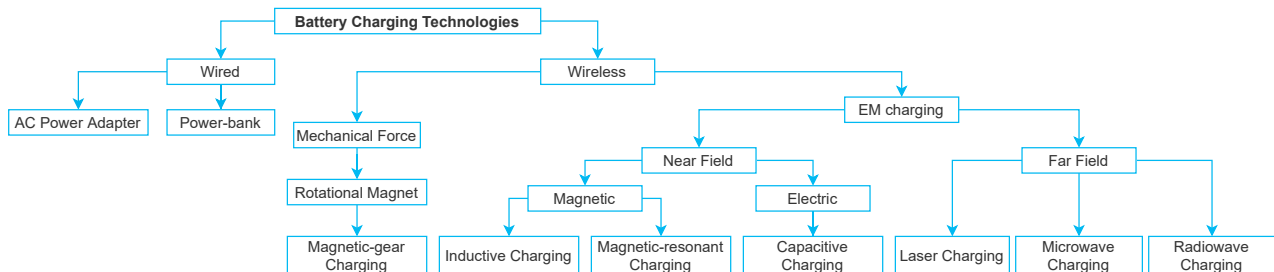 Battery Charging Technologies
Wired
Wireless
AC Power Adapter
Power-bank
EM charging
Mechanical Force
Near Field
Far Field
Rotational Magnet
Magnetic
Electric
Magnetic-gear
Charging
Inductive Charging
Magnetic-resonant
Charging
Capacitive
Charging
Laser Charging
Microwave
Charging
Radiowave
Charging